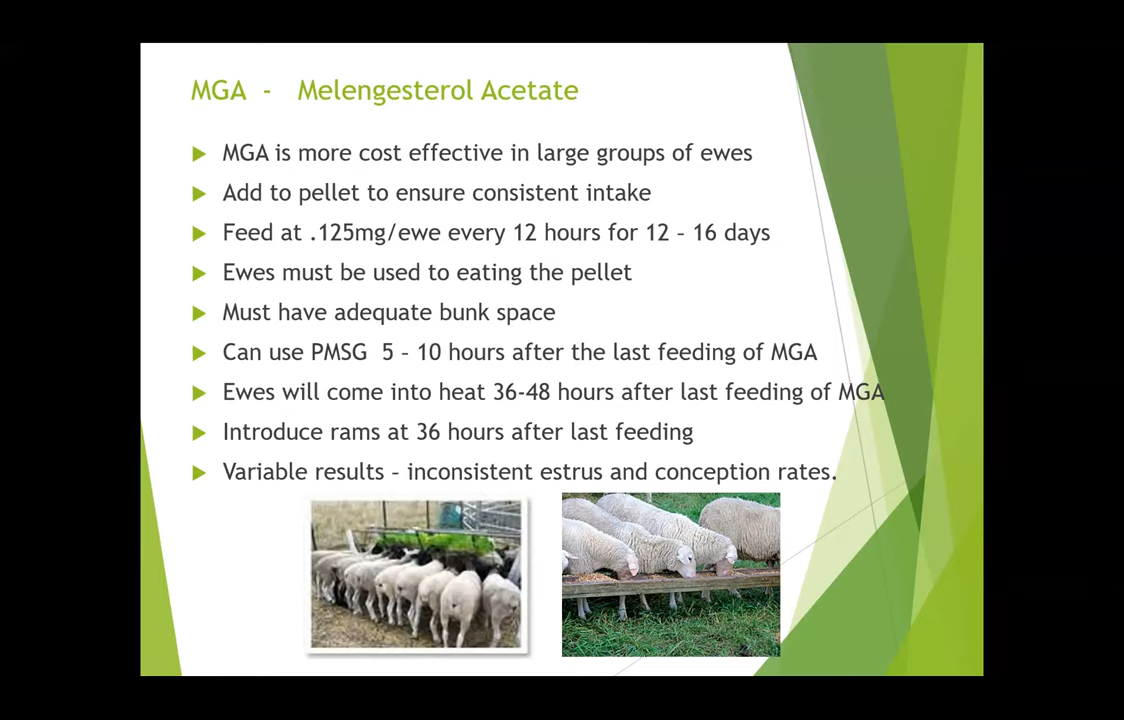 MGA - Melengesterol Acetate
MGA is more cost effective in large groups of ewes
Add to pellet to ensure consistent intake
Feed at .125mg/ewe every 12 hours for 12 – 16 days
Ewes must be used to eating the pellet
Must have adequate bunk space
Can use PMSG 5 – 10 hours after the last feeding of MGA
Ewes will come into heat 36-48 hours after last feeding of MGA
Introduce rams at 36 hours after last feeding
Variable results – inconsistent estrus and conception rates.